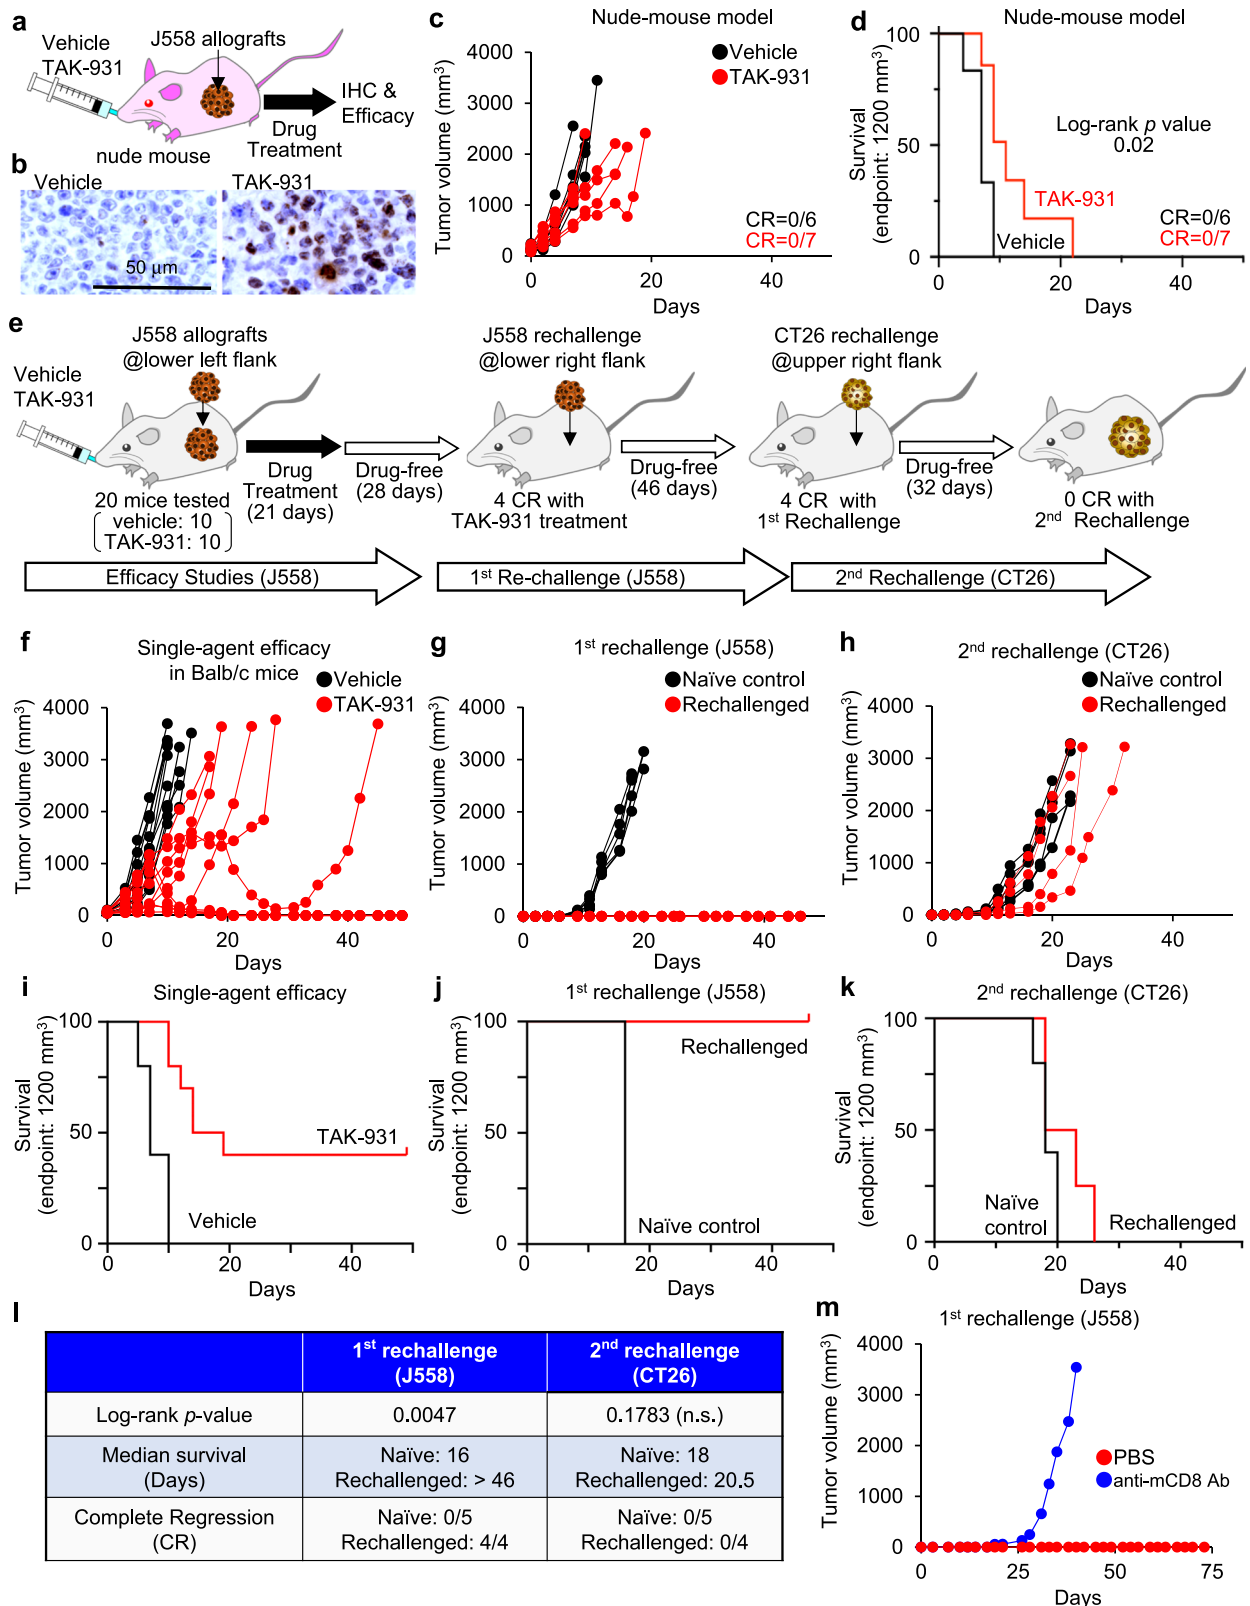 a
Vehicle
TAK-931
J558 allografts
nude mouse
Drug
Treatment
IHC &
Efficacy
b
Vehicle
TAK-931
50 μm
c
Nude-mouse model
Tumor volume (mm³)
4000
3000
2000
1000
0
0
20
40
Days
Vehicle
TAK-931
CR=0/6
CR=0/7
d
Nude-mouse model
Survival
(endpoint: 1200 mm³)
100
50
0
0
20
40
Days
Log-rank p value
0.02
TAK-931
Vehicle
CR=0/6
CR=0/7
e
Vehicle
TAK-931
J558 allografts
@lower left flank
20 mice tested
vehicle: 10
TAK-931: 10
Drug
Treatment
(21 days)
Drug-free
(28 days)
J558 rechallenge
@lower right flank
4 CR with
TAK-931 treatment
Drug-free
(46 days)
CT26 rechallenge
@upper right flank
4 CR with
1st Rechallenge
Drug-free
(32 days)
0 CR with
2nd Rechallenge
Efficacy Studies (J558)
1st Re-challenge (J558)
2nd Rechallenge (CT26)
f
Single-agent efficacy
in Balb/c mice
Vehicle
TAK-931
Tumor volume (mm³)
4000
3000
2000
1000
0
0
20
40
Days
g
1st rechallenge (J558)
Naïve control
Rechallenged
Tumor volume (mm³)
4000
3000
2000
1000
0
0
20
40
Days
h
2nd rechallenge (CT26)
Naïve control
Rechallenged
Tumor volume (mm³)
4000
3000
2000
1000
0
0
20
40
Days
i
Single-agent efficacy
Survival
(endpoint: 1200 mm³)
100
50
0
0
20
40
Days
TAK-931
Vehicle
j
1st rechallenge (J558)
Survival
(endpoint: 1200 mm³)
100
50
0
0
20
40
Days
Rechallenged
Naïve control
k
2nd rechallenge (CT26)
Survival
(endpoint: 1200 mm³)
100
50
0
0
20
40
Days
Naïve
control
Rechallenged
l
1st rechallenge
(J558)
2nd rechallenge
(CT26)
Log-rank p-value
0.0047
0.1783 (n.s.)
Median survival
(Days)
Naïve: 16
Rechallenged: > 46
Naïve: 18
Rechallenged: 20.5
Complete Regression
(CR)
Naïve: 0/5
Rechallenged: 4/4
Naïve: 0/5
Rechallenged: 0/4
m
1st rechallenge (J558)
Tumor volume (mm³)
4000
3000
2000
1000
0
0
25
50
75
Days
PBS
anti-mCD8 Ab